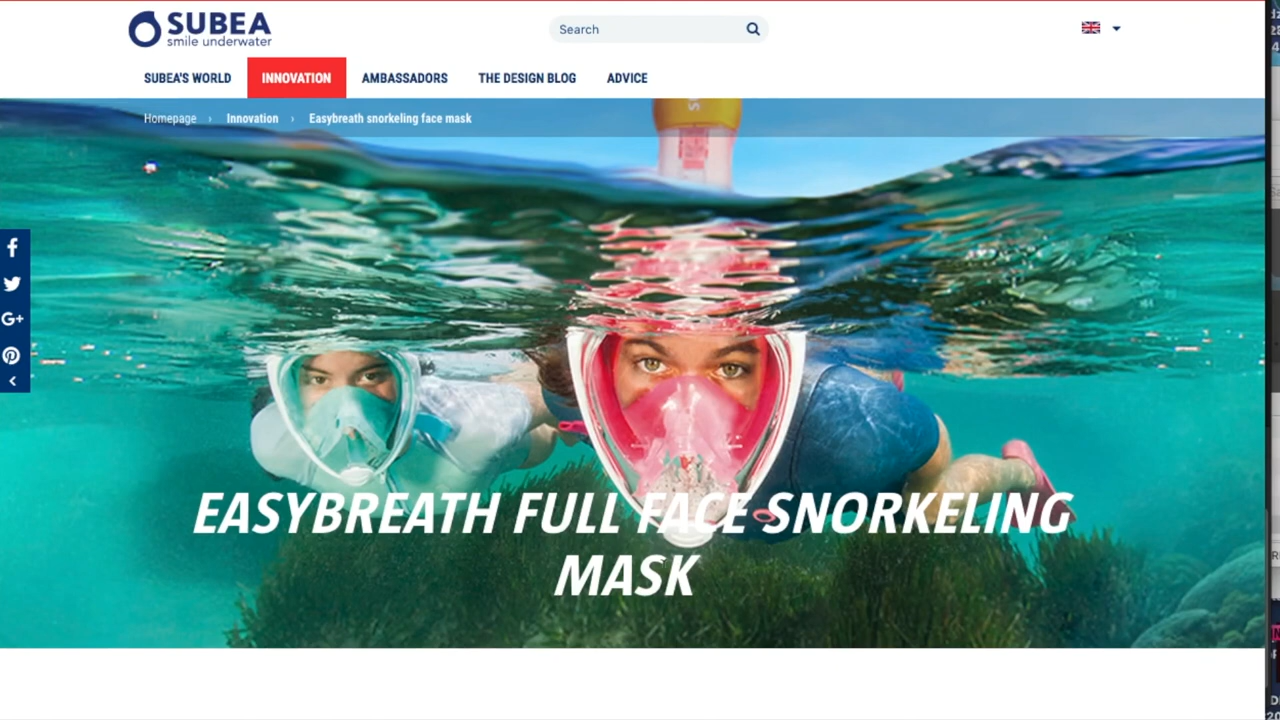 SUBEA
smile underwater
Search
SUBEA'S WORLD
INNOVATION
AMBASSADORS
THE DESIGN BLOG
ADVICE
Homepage › Innovation › Easybreath snorkeling face mask
EASYBREATH FULL FACE SNORKELING
MASK